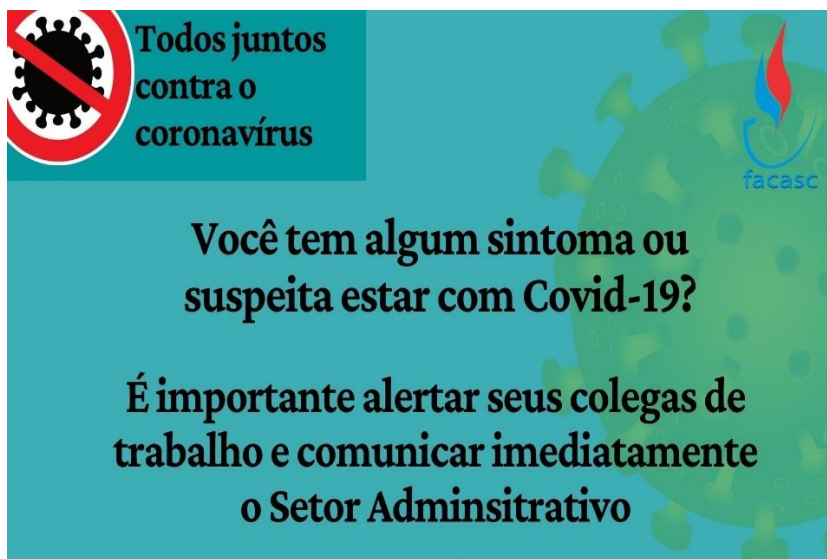 Todos juntos
contra o
coronavírus
facasc
Você tem algum sintoma ou
suspeita estar com Covid-19?
É importante alertar seus colegas de
trabalho e comunicar imediatamente
o Setor Adminsitrativo